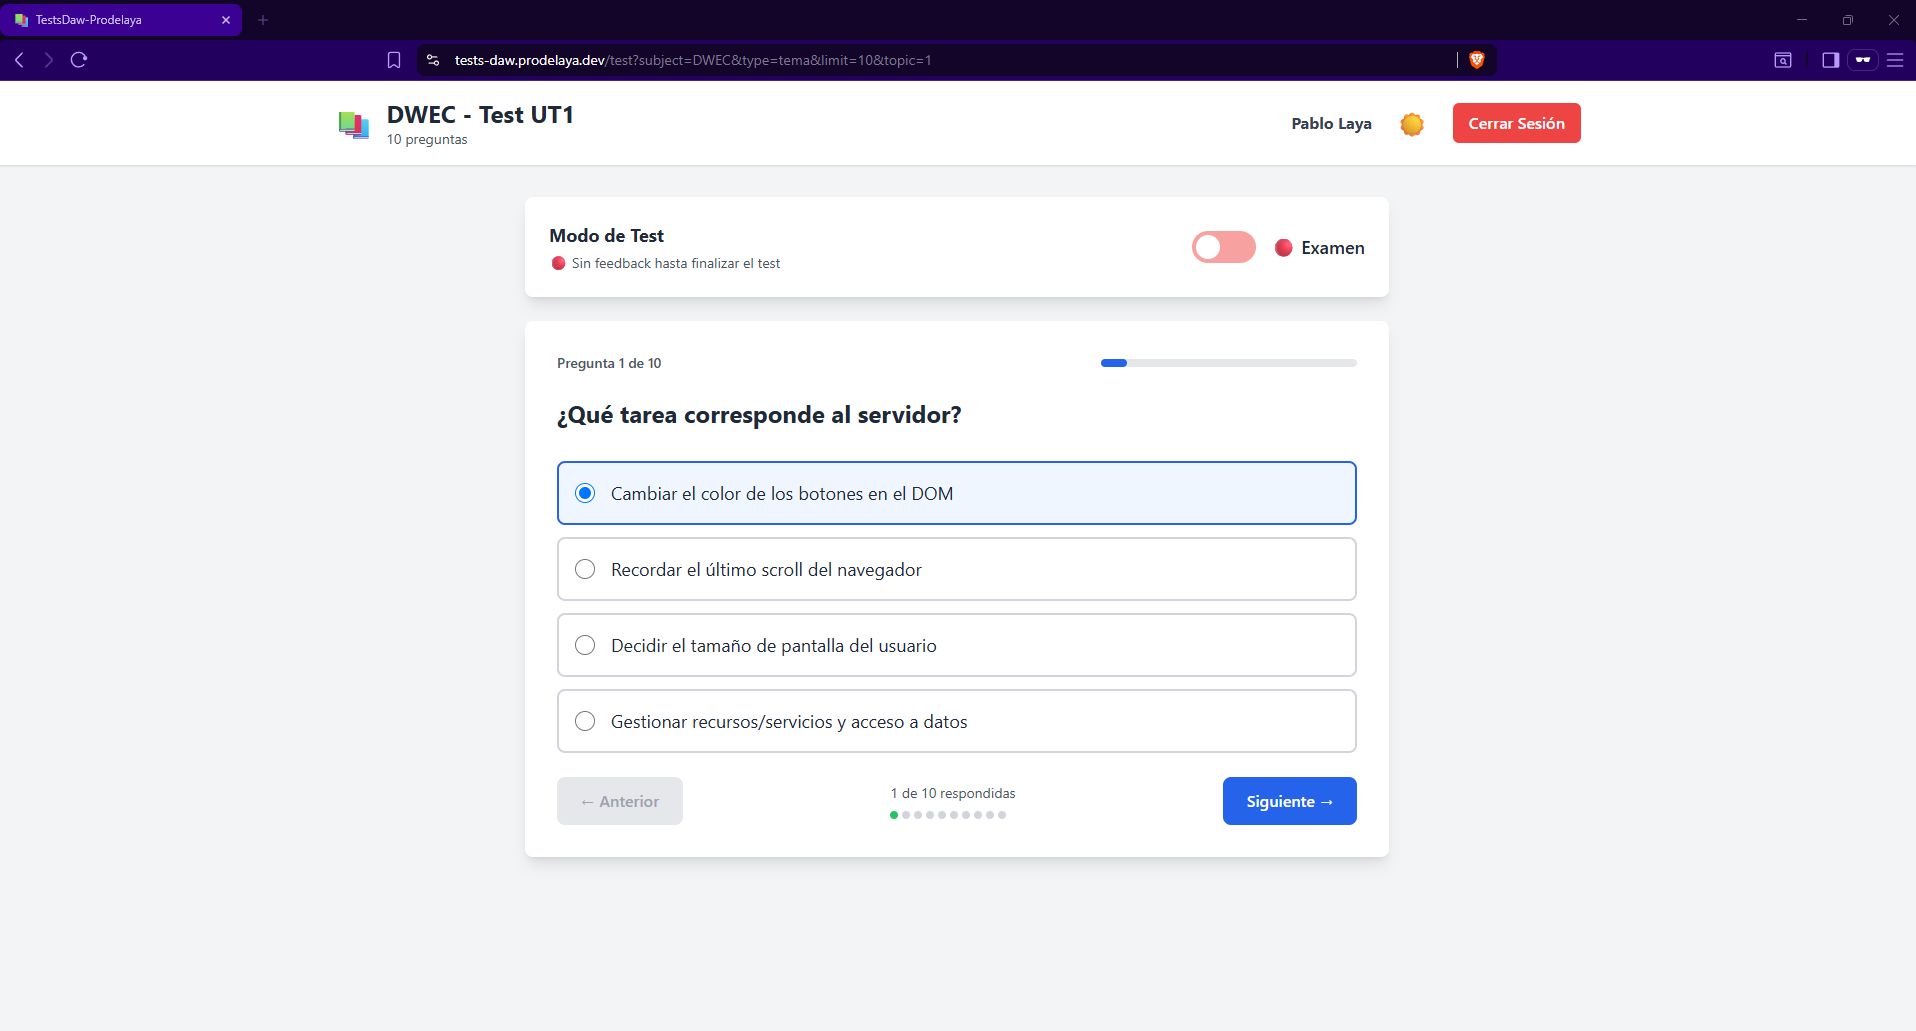 TestsDaw-Prodelaya
tests-daw.prodelaya.dev/test?subject=DWEC&type=tema&limit=10&topic=1
DWEC - Test UT1
10 preguntas
Pablo Laya
Cerrar Sesión
Modo de Test
Sin feedback hasta finalizar el test
Examen
Pregunta 1 de 10
¿Qué tarea corresponde al servidor?
Cambiar el color de los botones en el DOM
Recordar el último scroll del navegador
Decidir el tamaño de pantalla del usuario
Gestionar recursos/servicios y acceso a datos
← Anterior
1 de 10 respondidas
Siguiente →